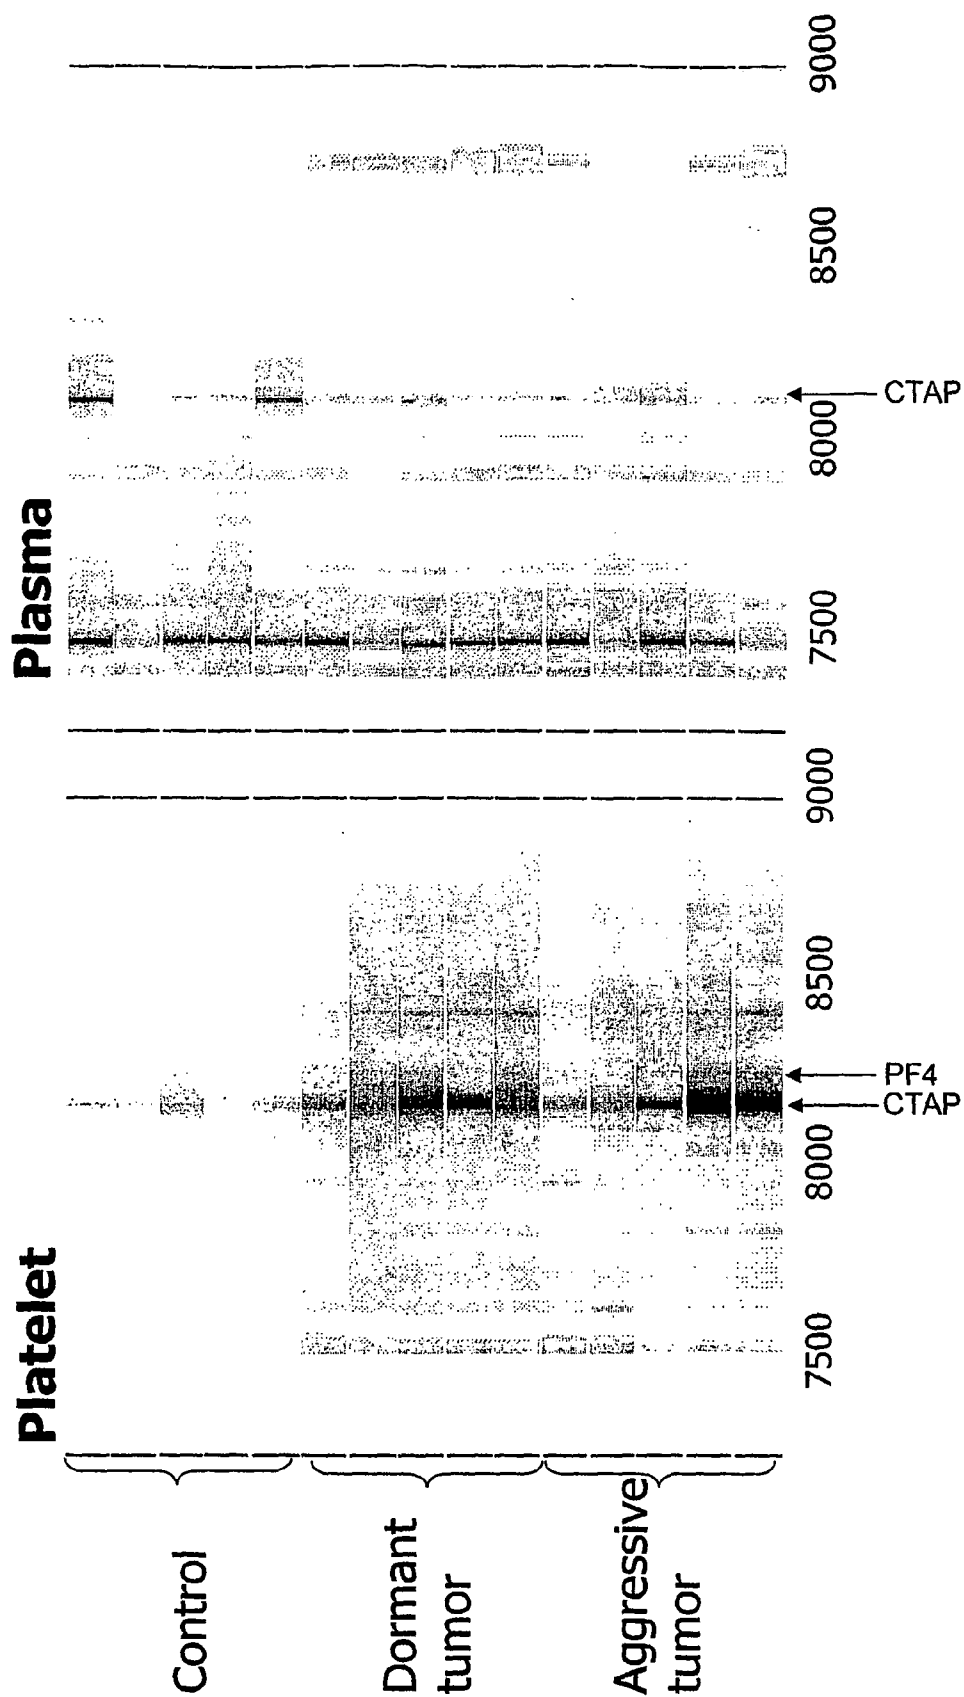 Platelet
Plasma
Control
Dormant
tumor
Aggressive
tumor
7500
8000
8500
9000
7500
8000
8500
9000
CTAP
PF4
CTAP